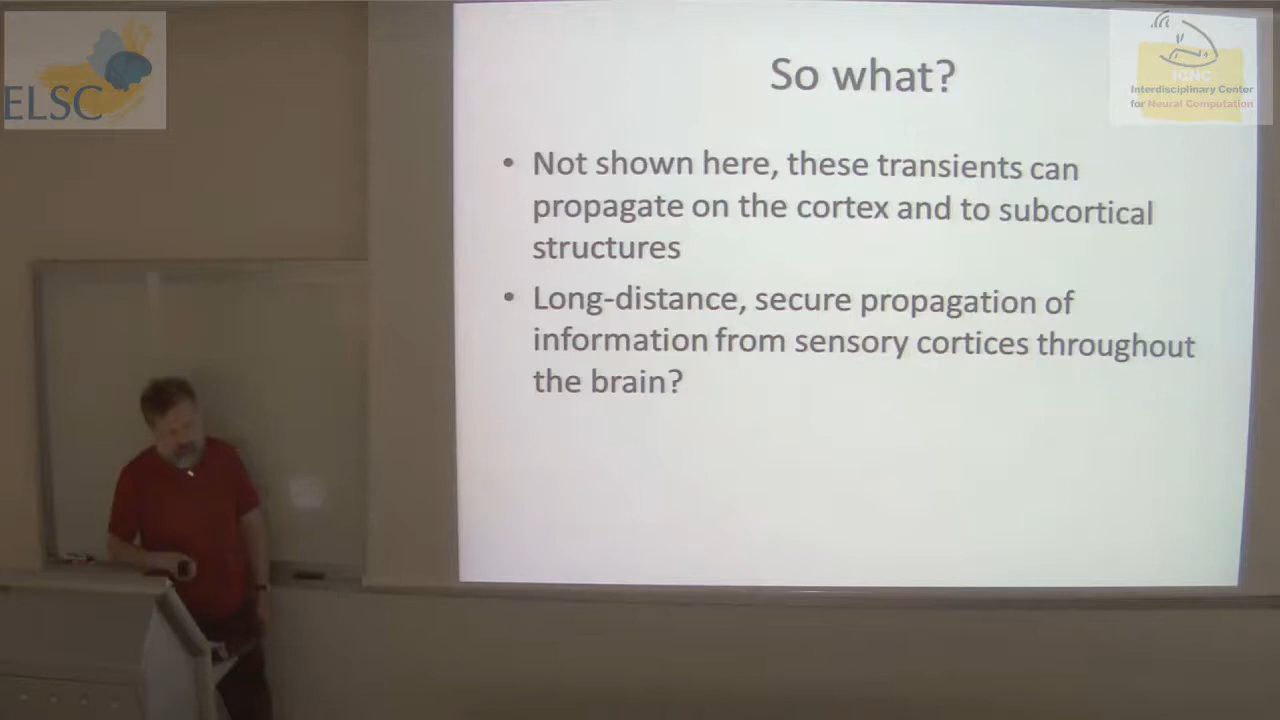 ELSC
So what?
ICNC
Interdisciplinary Center
for Neural Computation
• Not shown here, these transients can
propagate on the cortex and to subcortical
structures
• Long-distance, secure propagation of
information from sensory cortices throughout
the brain?